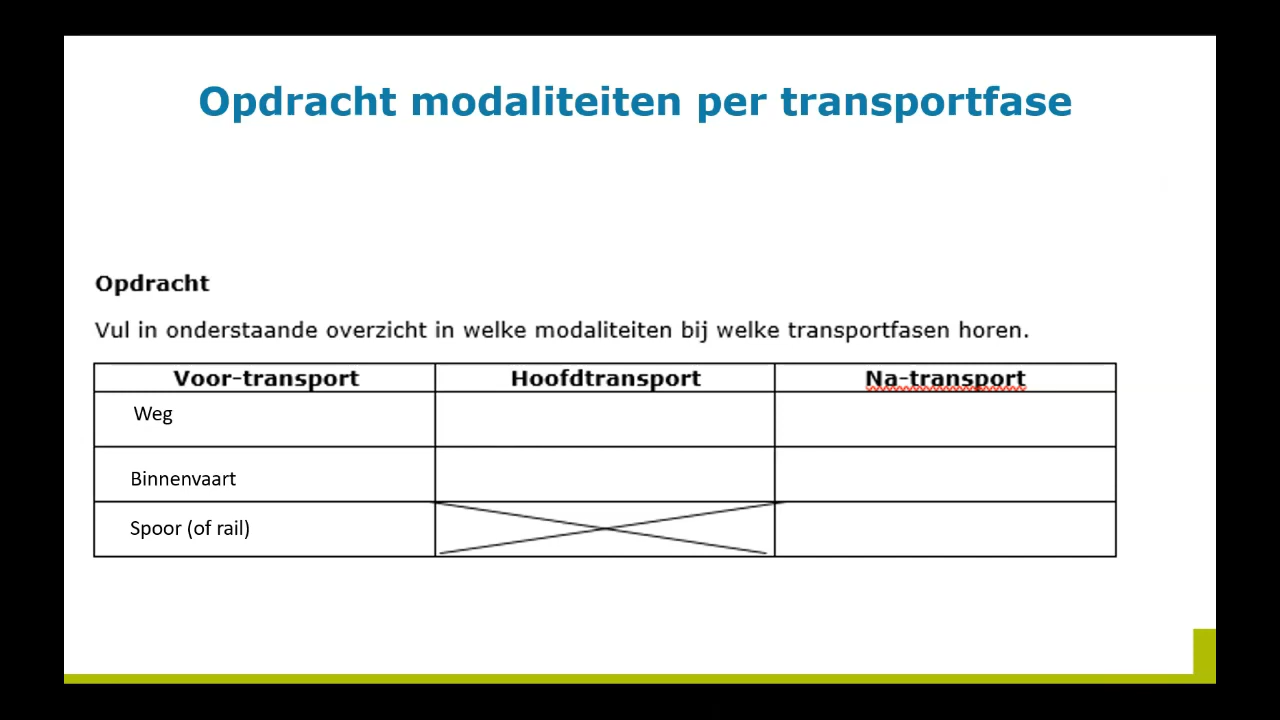 Opdracht modaliteiten per transportfase
Opdracht
Vul in onderstaande overzicht in welke modaliteiten bij welke transportfasen horen.
Voor-transport Hoofdtransport Na-transport
Weg
Binnenvaart
Spoor (of rail)